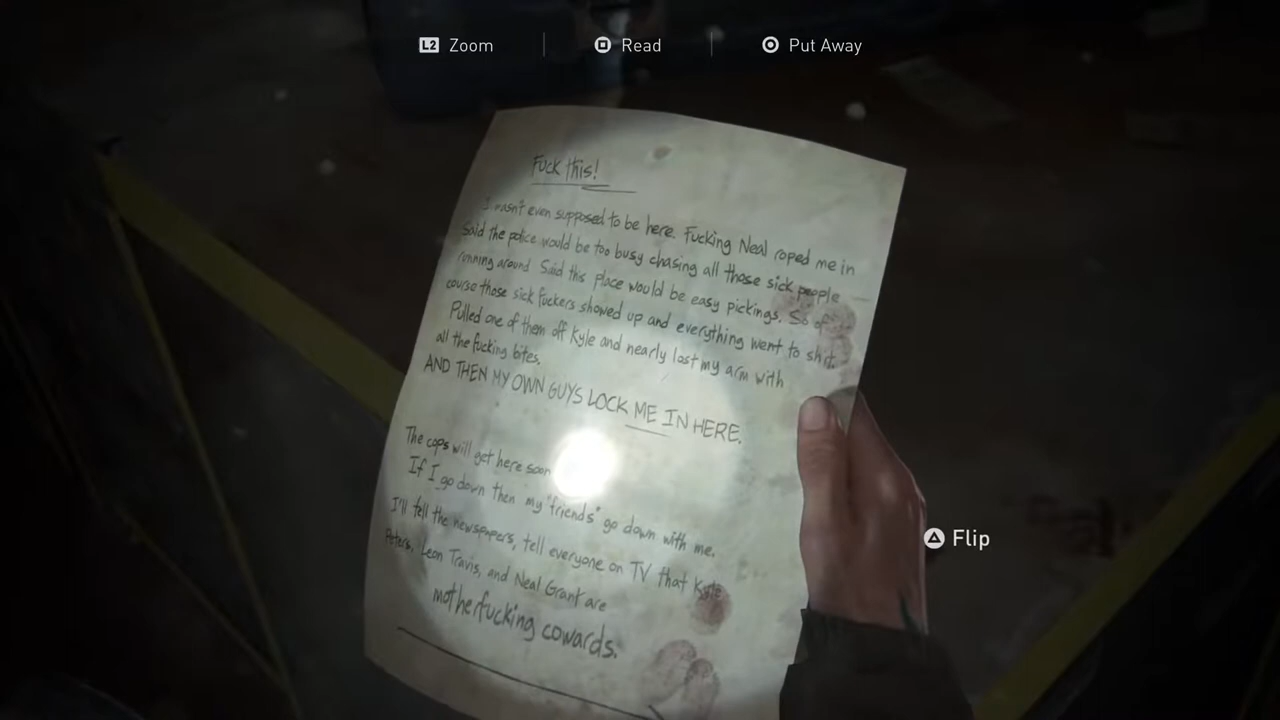 L2 Zoom
Read
Put Away
Fuck this!
I wasn't even supposed to be here. Fucking Neal roped me in
Said the police would be too busy chasing all those sick people
running around. Said this place would be easy pickings. So of
course those sick fuckers showed up and everything went to shit.
Pulled one of them off Kyle and nearly lost my arm with
all the fucking bites.
AND THEN MY OWN GUYS LOCK ME IN HERE.
The cops will get here soon
If I go down then my "friends" go down with me.
I'll tell the newspapers, tell everyone on TV that Kyle
Peters, Leon Travis, and Neal Grant are
motherfucking cowards.
Flip